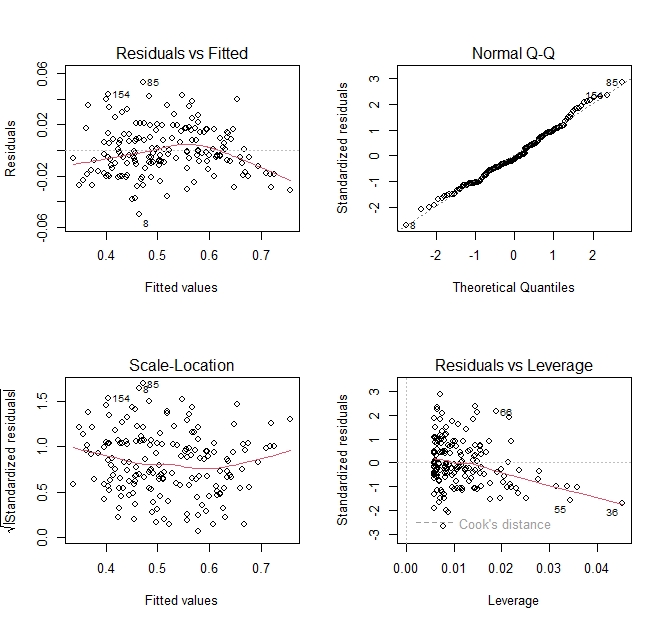 Residuals vs Fitted
Residuals
-0.06
-0.02
0.02
0.06
85
154
8
0.4 0.5 0.6 0.7
Fitted values
Normal Q-Q
Standardized residuals
-2
-1
0
1
2
3
85
154
8
-2 -1 0 1 2
Theoretical Quantiles
Scale-Location
√|Standardized residuals|
0.0
0.5
1.0
1.5
85
8
154
0.4 0.5 0.6 0.7
Fitted values
Residuals vs Leverage
Standardized residuals
-3
-2
-1
0
1
2
3
55
36
Cook's distance
0.00 0.01 0.02 0.03 0.04
Leverage